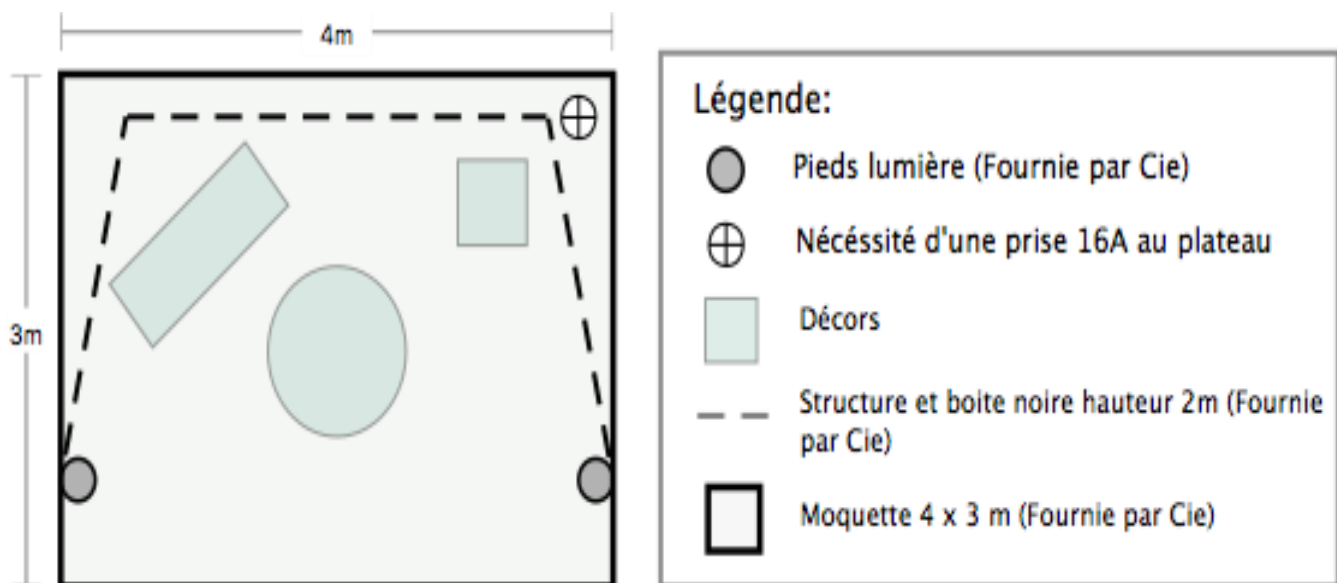 4m
3m
Légende:
Pieds lumière (Fournie par Cie)
Nécéssité d'une prise 16A au plateau
Décors
Structure et boite noire hauteur 2m (Fournie
par Cie)
Moquette 4 x 3 m (Fournie par Cie)